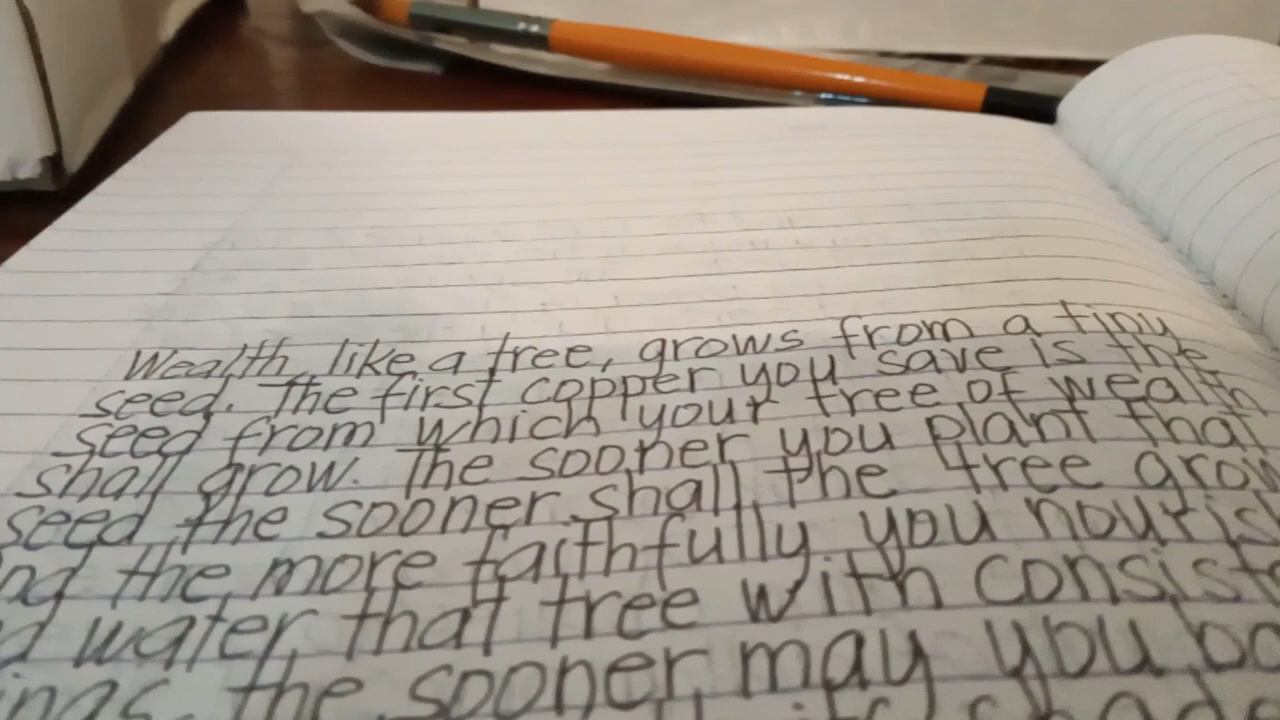 Wealth, like a tree, grows from a tiny
seed. The first copper you save is the
seed from which your tree of wealth
shall grow. The sooner you plant that
seed the sooner shall the tree grow
the more faithfully you nourish
water that tree with
the sooner may you